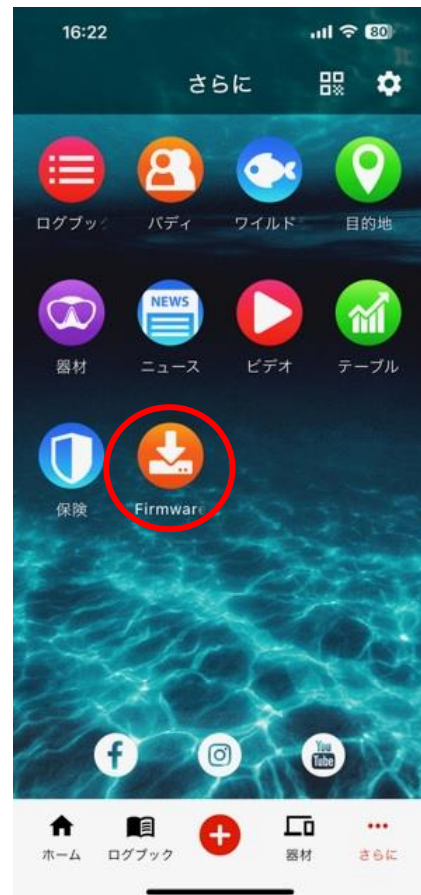 16:22
80
さらに
ログブッ
バディ
ワイルド
目的地
NEWS
器材
ニュース
ビデオ
テーブル
保険
Firmware
You
Tube
ホーム
ログブック
器材
さらに